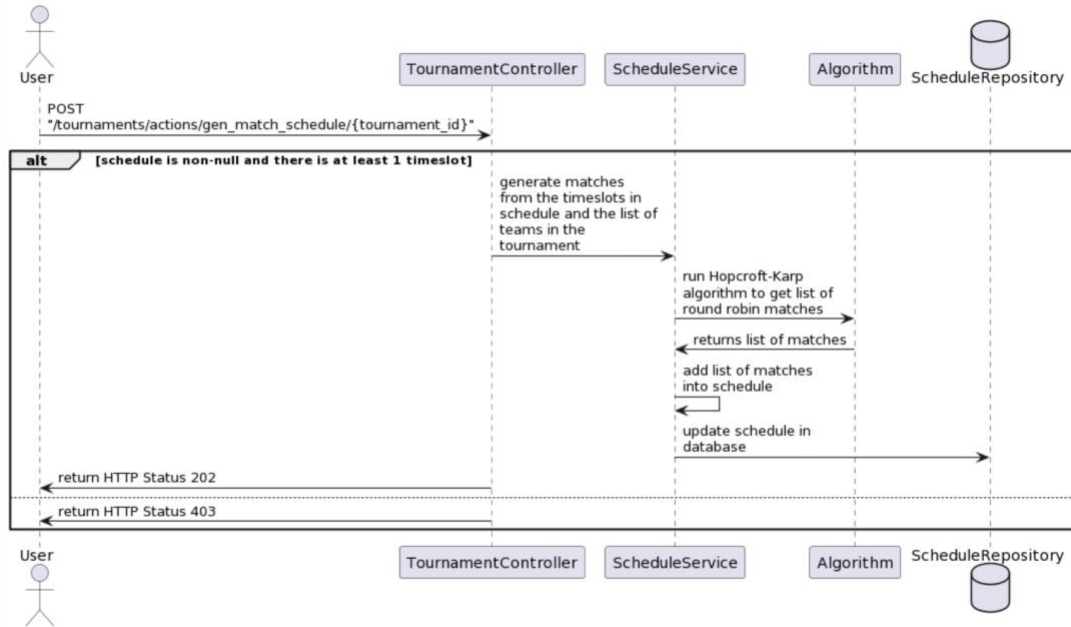 User
TournamentController
ScheduleService
Algorithm
ScheduleRepository
POST
"/tournaments/actions/gen_match_schedule/{tournament_id}"
alt
[schedule is non-null and there is at least 1 timeslot]
generate matches
from the timeslots in
schedule and the list of
teams in the
tournament
run Hopcroft-Karp
algorithm to get list of
round robin matches
returns list of matches
add list of matches
into schedule
update schedule in
database
return HTTP Status 202
return HTTP Status 403
User
TournamentController
ScheduleService
Algorithm
ScheduleRepository